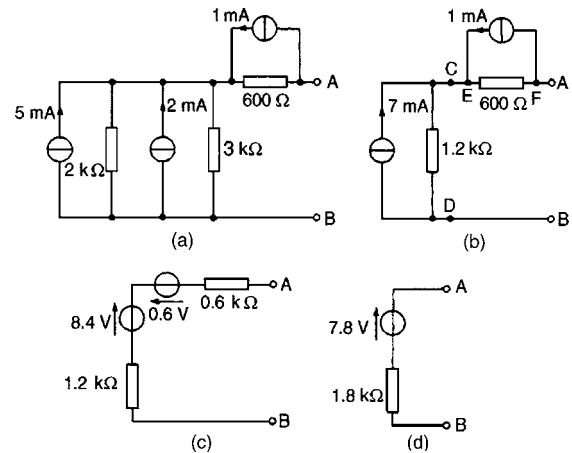 1 mA
A
5 mA
2 mA
600 Ω
2 kΩ
3 kΩ
B
(a)
1 mA
C
A
E
F
7 mA
600 Ω
1.2 kΩ
D
B
(b)
A
0.6 V
0.6 kΩ
8.4 V
1.2 kΩ
B
(c)
A
7.8 V
1.8 kΩ
B
(d)